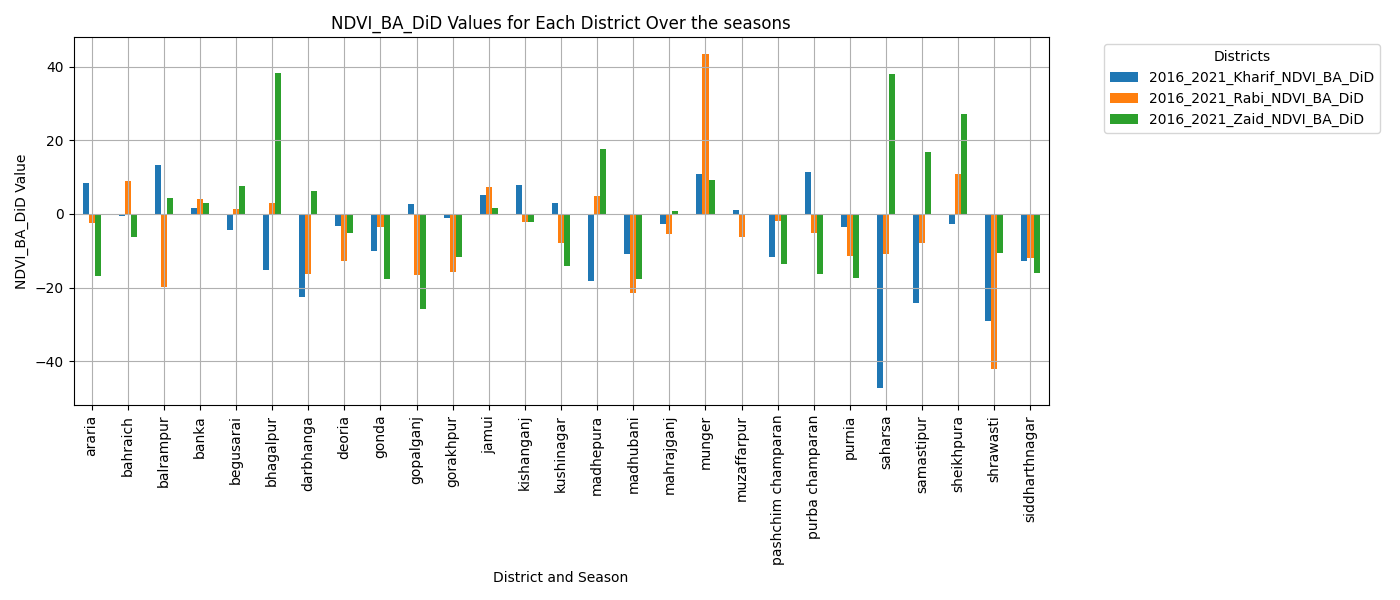 NDVI_BA_DiD Values for Each District Over the seasons
Districts
2016_2021_Kharif_NDVI_BA_DiD
2016_2021_Rabi_NDVI_BA_DiD
2016_2021_Zaid_NDVI_BA_DiD
NDVI_BA_DiD Value
40
20
0
−20
−40
araria
bahraich
balrampur
banka
begusarai
bhagalpur
darbhanga
deoria
gonda
gopalganj
gorakhpur
jamui
kishanganj
kushinagar
madhepura
madhubani
mahrajganj
munger
muzaffarpur
pashchim champaran
purba champaran
purnia
saharsa
samastipur
sheikhpura
shrawasti
siddharthnagar
District and Season